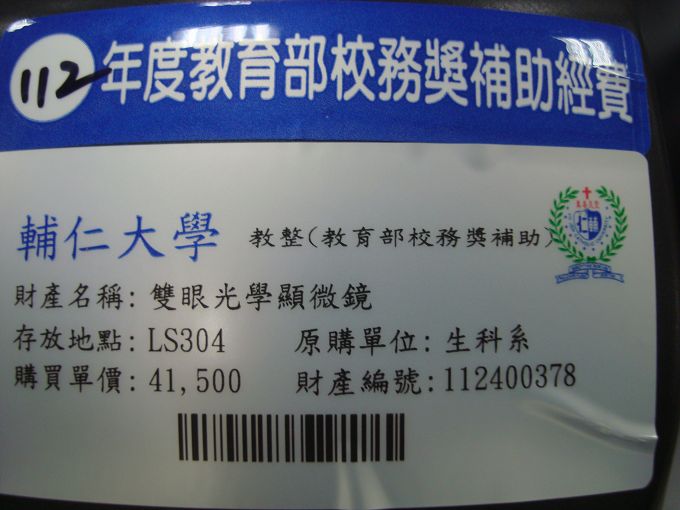 112年度教育部校務獎補助經費
輔仁大學 教整(教育部校務獎補助)
財產名稱: 雙眼光學顯微鏡
存放地點: LS304 原購單位: 生科系
購買單價: 41,500 財產編號: 112400378